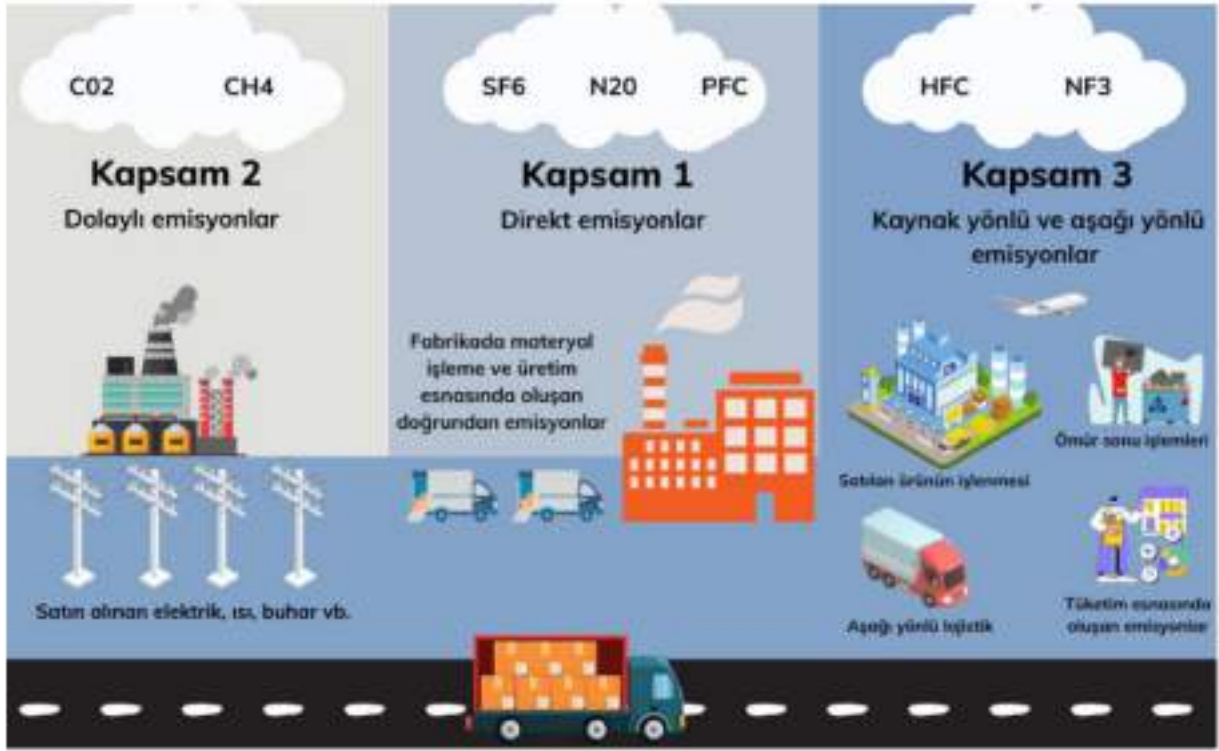 C02 CH4
Kapsam 2
Dolaylı emisyonlar
Satın alınan elektrik, ısı, buhar vb.
SF6 N20 PFC
Kapsam 1
Direkt emisyonlar
Fabrikada materyal
işleme ve üretim
esnasında oluşan
doğrundan emisyonlar
HFC NF3
Kapsam 3
Kaynak yönlü ve aşağı yönlü
emisyonlar
Satılan ürünün işlenmesi
Ömür sonu işlemleri
Aşağı yönlü lojistik
Tüketim esnasında
oluşan emisyonlar